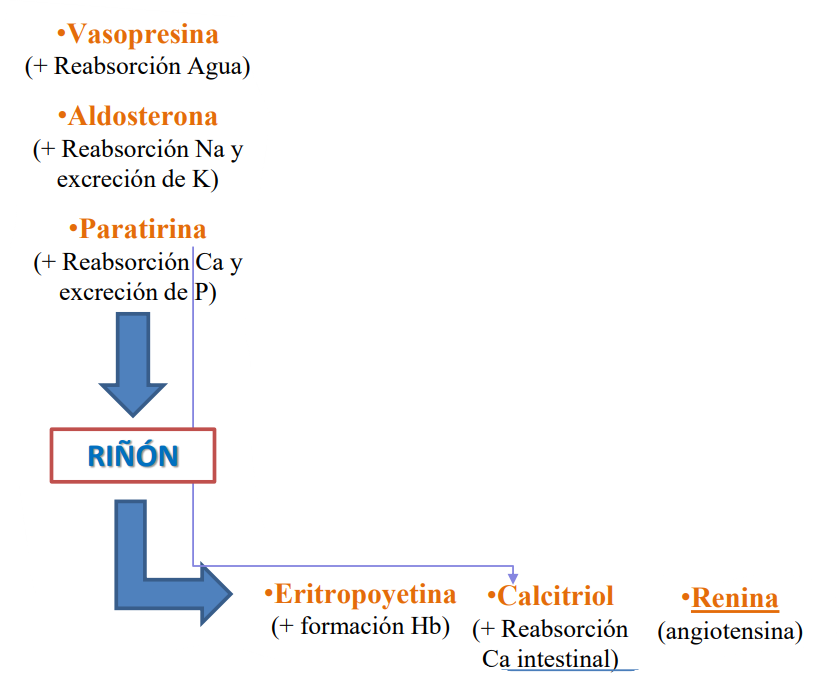 •Vasopresina
(+ Reabsorción Agua)
•Aldosterona
(+ Reabsorción Na y
excreción de K)
•Paratirina
(+ Reabsorción Ca y
excreción de P)
RIÑÓN
•Eritropoyetina
(+ formación Hb)
•Calcitriol
(+ Reabsorción
Ca intestinal)
•Renina
(angiotensina)